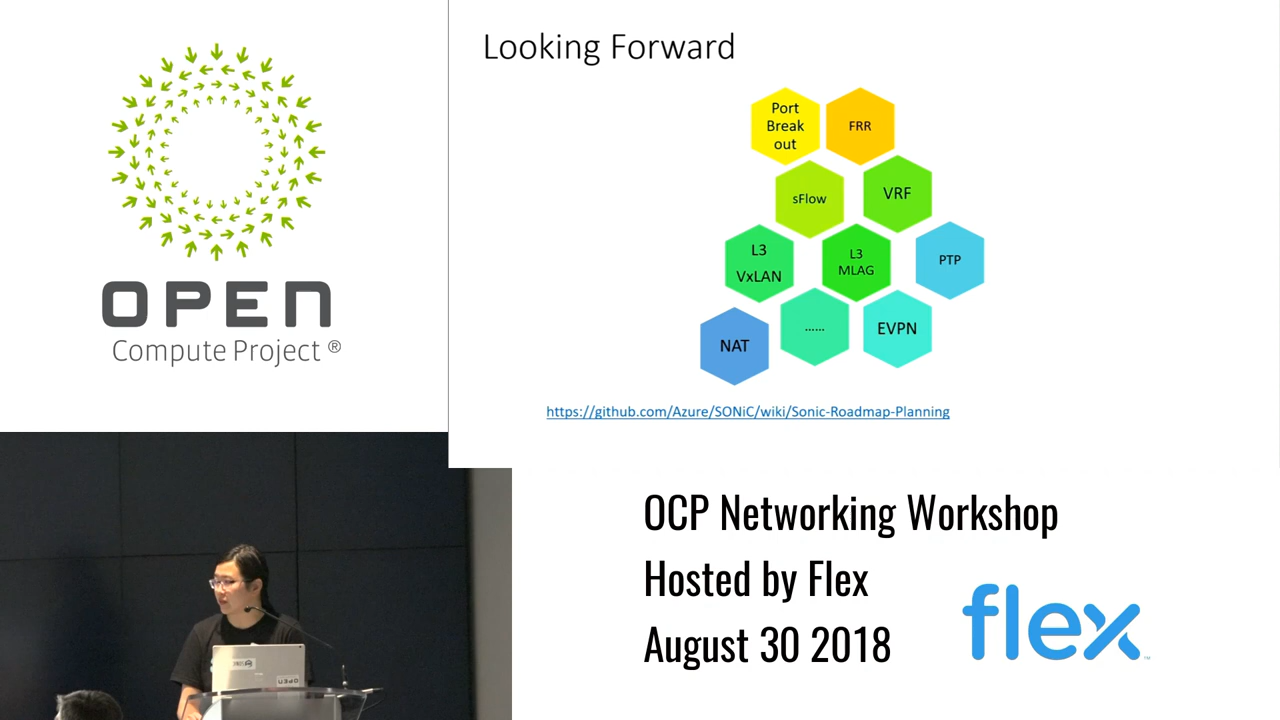 OPEN
Compute Project ®
Looking Forward
Port
Break
out
FRR
sFlow
VRF
L3
VxLAN
L3
MLAG
PTP
NAT
......
EVPN
https://github.com/Azure/SONiC/wiki/Sonic-Roadmap-Planning
OCP Networking Workshop
Hosted by Flex
August 30 2018
flex
OPEN